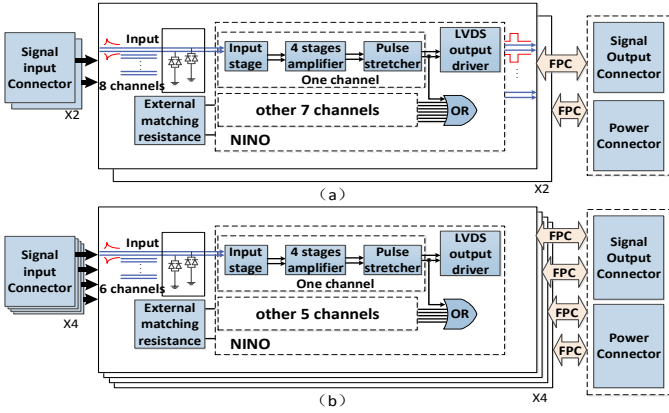 Signal
input
Connector
X2
Input
8 channels
External
matching
resistance
Input
stage
4 stages
amplifier
Pulse
stretcher
One channel
other 7 channels
NINO
LVDS
output
driver
OR
X2
FPC
FPC
Signal
Output
Connector
Power
Connector
(a)
Signal
input
Connector
X4
Input
6 channels
External
matching
resistance
Input
stage
4 stages
amplifier
Pulse
stretcher
One channel
other 5 channels
NINO
LVDS
output
driver
OR
X4
FPC
FPC
FPC
FPC
Signal
Output
Connector
Power
Connector
(b)